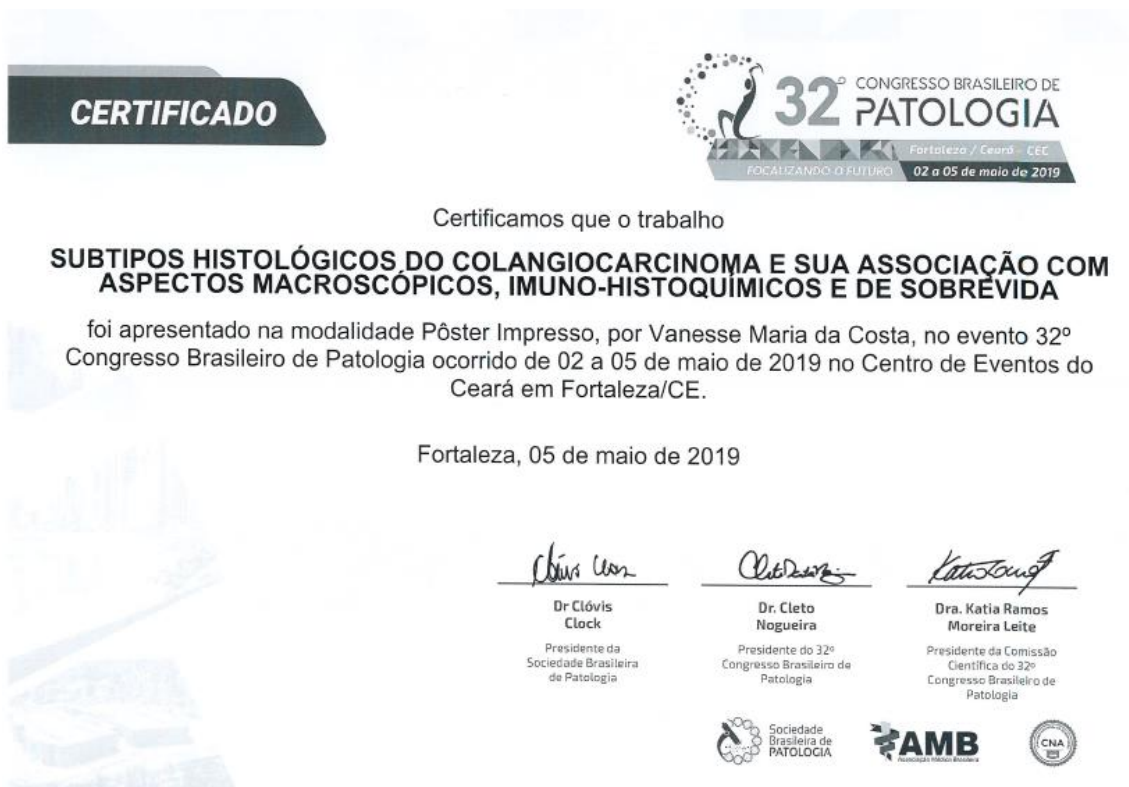 CERTIFICADO
32º CONGRESSO BRASILEIRO DE
PATOLOGIA
Fortaleza / Ceará - CEC
FOCALIZANDO O FUTURO 02 a 05 de maio de 2019
Certificamos que o trabalho
SUBTIPOS HISTOLÓGICOS DO COLANGIOCARCINOMA E SUA ASSOCIAÇÃO COM
ASPECTOS MACROSCÓPICOS, IMUNO-HISTOQUÍMICOS E DE SOBREVIDA
foi apresentado na modalidade Pôster Impresso, por Vanesse Maria da Costa, no evento 32º
Congresso Brasileiro de Patologia ocorrido de 02 a 05 de maio de 2019 no Centro de Eventos do
Ceará em Fortaleza/CE.
Fortaleza, 05 de maio de 2019
Dr Clóvis
Clock
Presidente da
Sociedade Brasileira
de Patologia
Dr. Cleto
Nogueira
Presidente do 32º
Congresso Brasileiro de
Patologia
Dra. Katia Ramos
Moreira Leite
Presidente da Comissão
Científica do 32º
Congresso Brasileiro de
Patologia
Sociedade
Brasileira de
PATOLOGIA
AMB
Associação Médica Brasileira
CNA